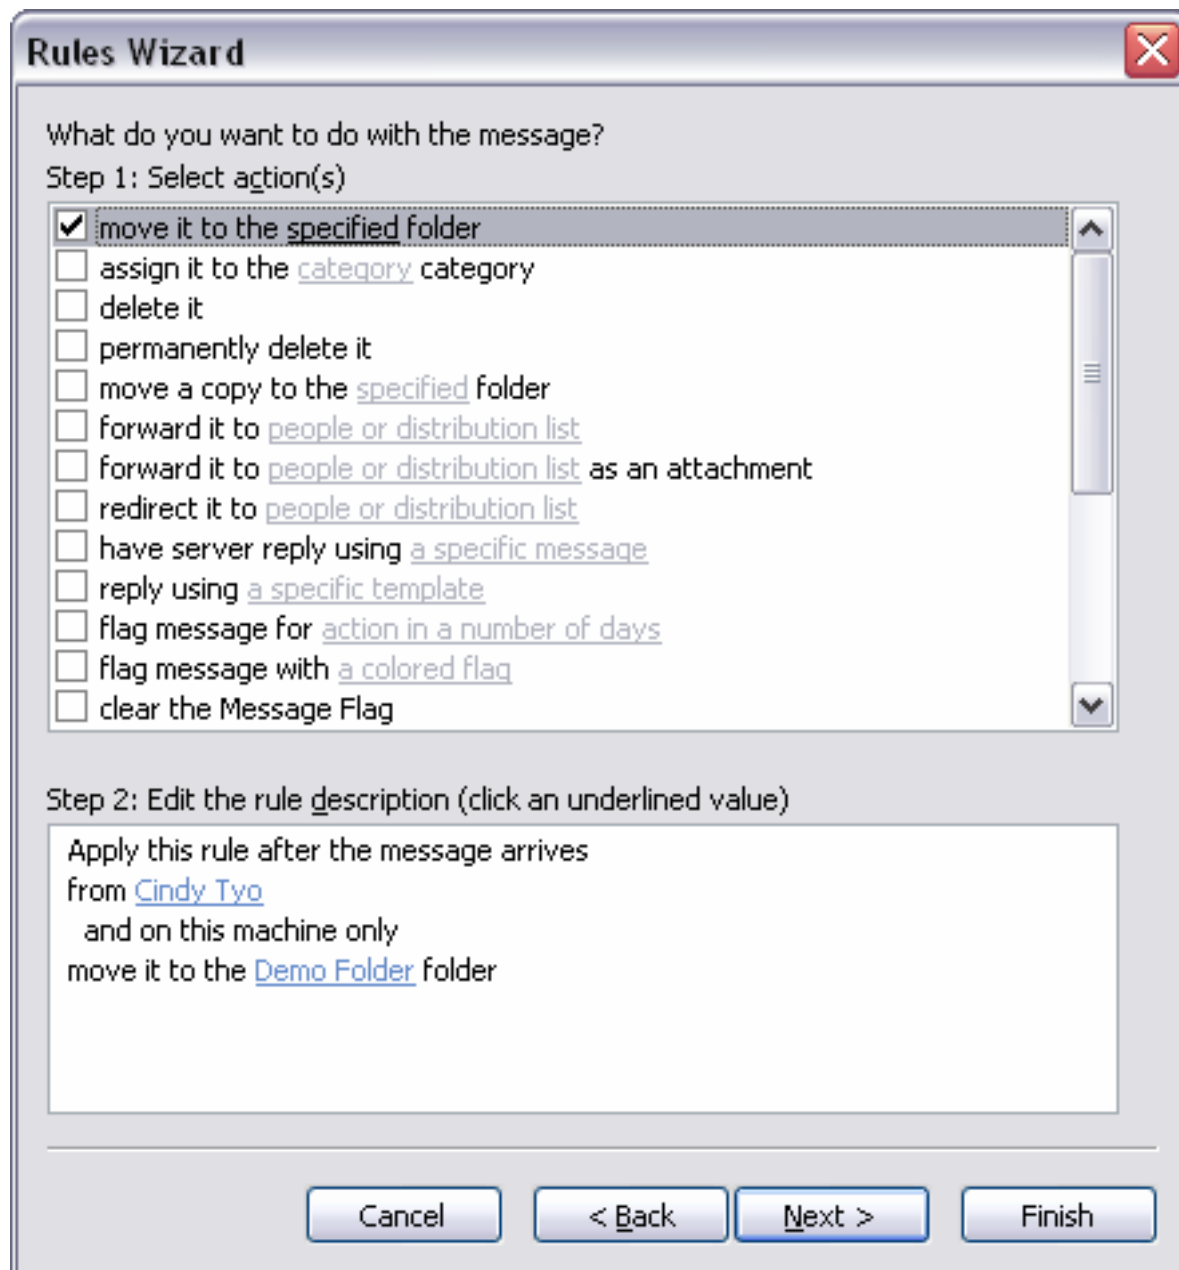 Rules Wizard
What do you want to do with the message?
Step 1: Select action(s)
move it to the specified folder
assign it to the category category
delete it
permanently delete it
move a copy to the specified folder
forward it to people or distribution list
forward it to people or distribution list as an attachment
redirect it to people or distribution list
have server reply using a specific message
reply using a specific template
flag message for action in a number of days
flag message with a colored flag
clear the Message Flag
Step 2: Edit the rule description (click an underlined value)
Apply this rule after the message arrives
from Cindy Tyo
and on this machine only
move it to the Demo Folder folder
Cancel < Back Next > Finish